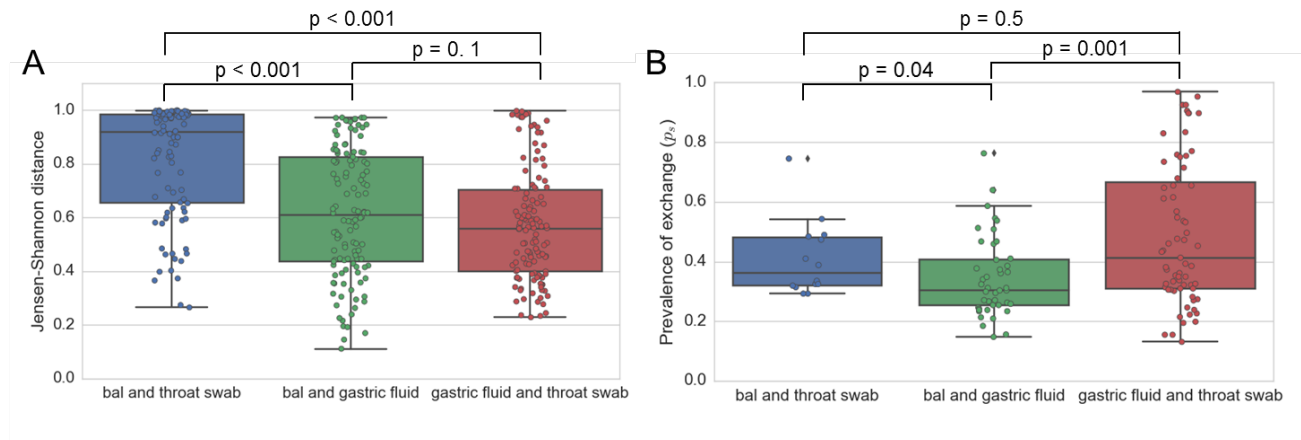 p < 0.001
p = 0. 1
p < 0.001
A
Jensen-Shannon distance
1.0
0.8
0.6
0.4
0.2
0.0
bal and throat swab
bal and gastric fluid
gastric fluid and throat swab
p = 0.5
p = 0.001
p = 0.04
B
Prevalence of exchange (pₛ)
1.0
0.8
0.6
0.4
0.2
0.0
bal and throat swab
bal and gastric fluid
gastric fluid and throat swab